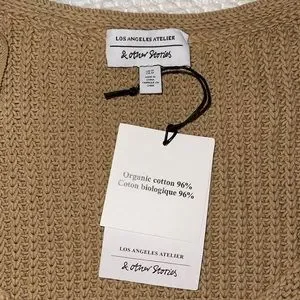 LOS ANGELES ATELIER
& Other Stories
Organic cotton 96%
Coton biologique 96%
LOS ANGELES ATELIER
& Other Stories